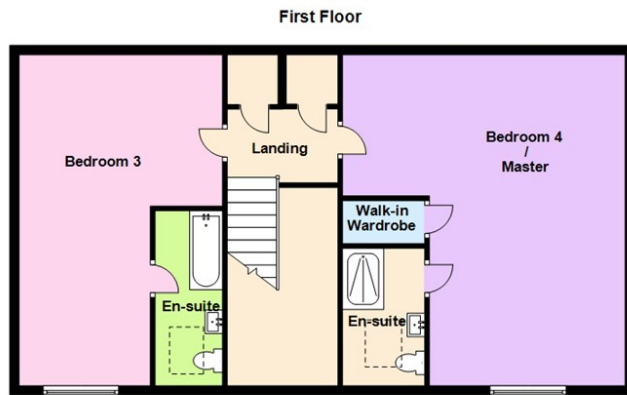 First Floor
Bedroom 3
Landing
Bedroom 4
/
Master
Walk-in
Wardrobe
En-suite
En-suite